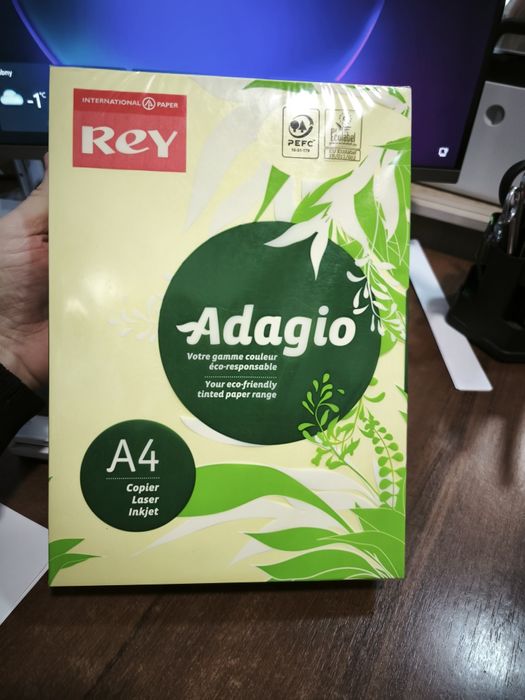 -1°c
INTERNATIONAL PAPER
REY
PEFC
Ecolabel
Adagio
Votre gamme couleur
éco-responsable
Your eco-friendly
tinted paper range
A4
Copier
Laser
Inkjet